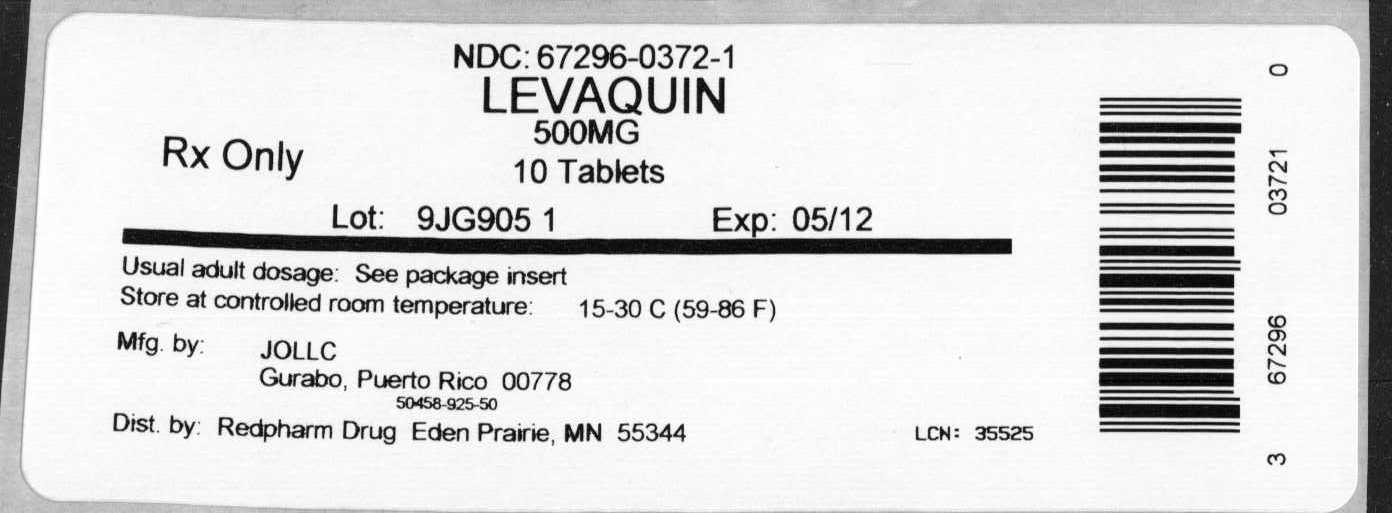 NDC: 67296-0372-1
LEVAQUIN
500MG
Rx Only
10 Tablets
Lot: 9JG905 1 Exp: 05/12
Usual adult dosage: See package insert
Store at controlled room temperature: 15-30 C (59-86 F)
Mfg. by: JOLLC
Gurabo, Puerto Rico 00778
50458-925-50
Dist. by: Redpharm Drug Eden Prairie, MN 55344
LCN: 35525
3 67296 03721 0